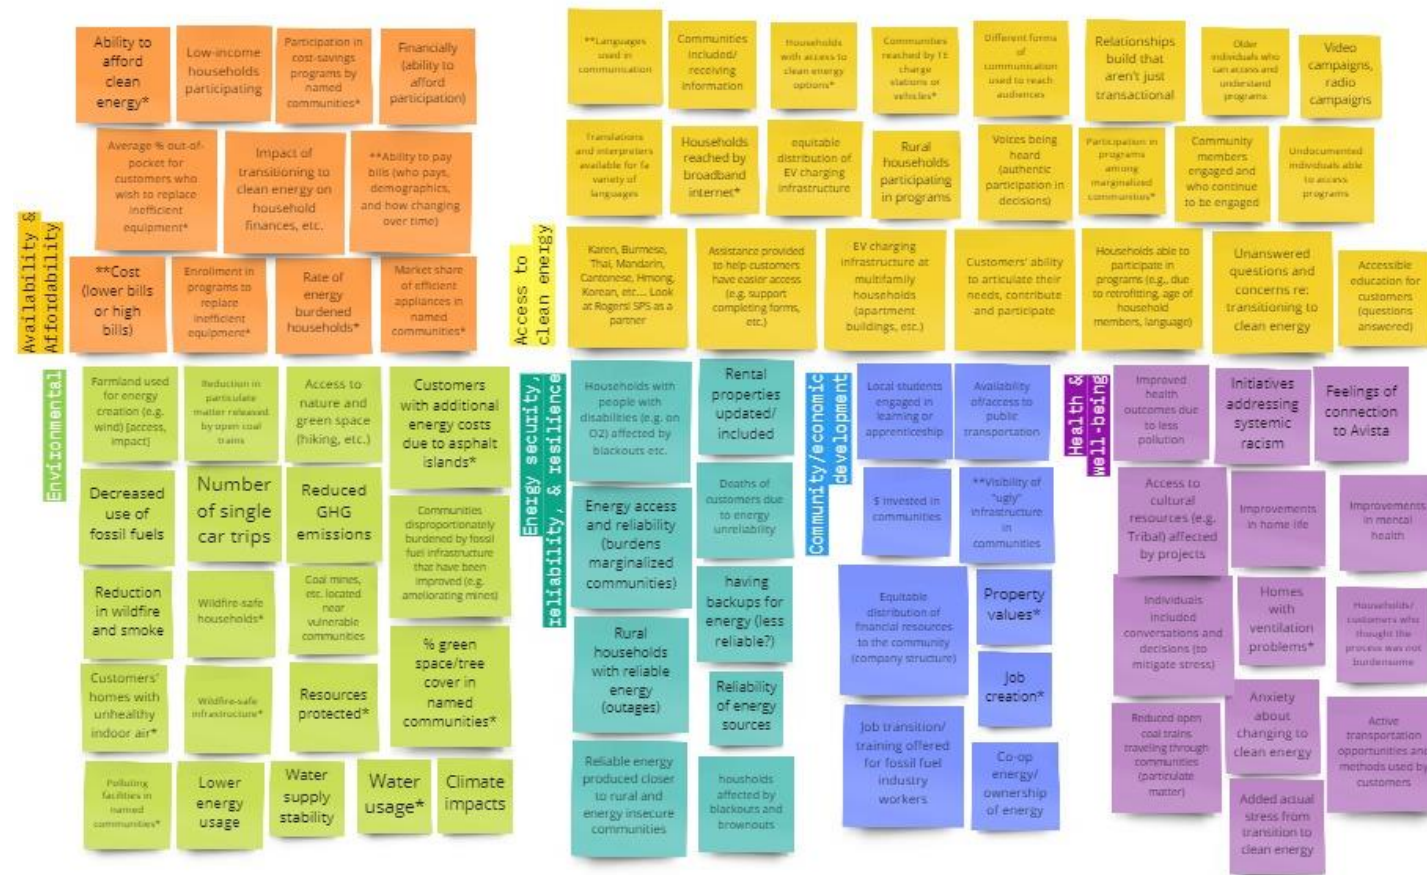 Availability &
Affordability
Ability to
afford
clean
energy*
Low-income
households
participating
Participation in
cost-savings
programs by
named
communities*
Financially
(ability to
afford
participation)
Average % out-of-
pocket for
customers who
wish to replace
inefficient
equipment*
Impact of
transitioning to
clean energy on
household
finances, etc.
**Ability to pay
bills (who pays,
demographics,
and how changing
over time)
**Cost
(lower bills
or high
bills)
Enrollment in
programs to
replace
inefficient
equipment*
Rate of
energy
burdened
households*
Market share
of efficient
appliances in
named
communities*
Access to
clean energy
**Languages
used in
communication
Communities
included/
receiving
information
Households
with access to
clean energy
options*
Communities
reached by TE
charge
stations or
vehicles*
Different forms
of
communication
used to reach
audiences
Relationships
build that
aren't just
transactional
Older
individuals who
can access and
understand
programs
Video
campaigns,
radio
campaigns
Translations
and interpreters
available for fa
variety of
languages
Households
reached by
broadband
internet*
equitable
distribution of
EV charging
infrastructure
Rural
households
participating
in programs
Voices being
heard (authentic
participation in
decisions)
Participation in
programs
among
marginalized
communities*
Community
members
engaged and
who continue
to be engaged
Undocumented
individuals able
to access
programs
Karen, Burmese,
Thai, Mandarin,
Cantonese, Hmong,
Korean, etc.... Look
at Rogers! SPS as a
partner
Assistance provided
to help customers
have easier access
(e.g. support
completing forms,
etc.)
EV charging
infrastructure at
multifamily
households
(apartment
buildings, etc.)
Customers' ability
to articulate their
needs, contribute
and participate
Households able to
participate in
programs (e.g., due
to retrofitting, age of
household
members, language)
Unanswered
questions and
concerns re:
transitioning to
clean energy
Accessible
education for
customers
(questions
answered)
Environmental
Farmland used
for energy
creation (e.g.
wind) [access,
impact]
Reduction in
particulate
matter released
by open coal
trains
Access to
nature and
green space
(hiking, etc.)
Customers
with additional
energy costs
due to asphalt
islands*
Decreased
use of
fossil fuels
Number
of single
car trips
Reduced
GHG
emissions
Communities
disproportionately
burdened by fossil
fuel infrastructure
that have been
improved (e.g.
ameliorating mines)
Reduction
in wildfire
and smoke
Wildfire-safe
households*
Coal mines,
etc. located
near
vulnerable
communities
% green
space/tree
cover in
named
communities*
Customers'
homes with
unhealthy
indoor air*
Wildfire-safe
infrastructure*
Resources
protected*
Polluting
facilities in
named
communities*
Lower
energy
usage
Water
supply
stability
Water
usage*
Climate
impacts
Energy security,
reliability, & resilience
Households with
people with
disabilities (e.g. on
O2) affected by
blackouts etc.
Rental
properties
updated/
included
Energy access
and reliability
(burdens
marginalized
communities)
Deaths of
customers due
to energy
unreliability
having
backups for
energy (less
reliable?)
Rural
households
with reliable
energy
(outages)
Reliability
of energy
sources
Reliable energy
produced closer
to rural and
energy insecure
communities
housholds
affected by
blackouts and
brownouts
Community/economic
development
Local students
engaged in
learning or
apprenticeship
Availability
of/access to
public
transportation
$ invested in
communities
**Visibility of
"ugly"
infrastructure
in
communities
Equitable
distribution of
financial resources
to the community
(company structure)
Property
values*
Job
creation*
Job transition/
training offered
for fossil fuel
industry
workers
Co-op
energy/
ownership
of energy
Health &
well-being
Improved
health
outcomes due
to less
pollution
Initiatives
addressing
systemic
racism
Feelings of
connection
to Avista
Access to
cultural
resources (e.g.
Tribal) affected
by projects
Improvements
in home life
Improvements
in mental
health
Individuals
included
conversations and
decisions (to
mitigate stress)
Homes
with
ventilation
problems*
Households/
customers who
thought the
process was not
burdensome
Reduced open
coal trains
traveling through
communities
(particulate
matter)
Anxiety
about
changing to
clean energy
Active
transportation
opportunities and
methods used by
customers
Added actual
stress from
transition to
clean energy